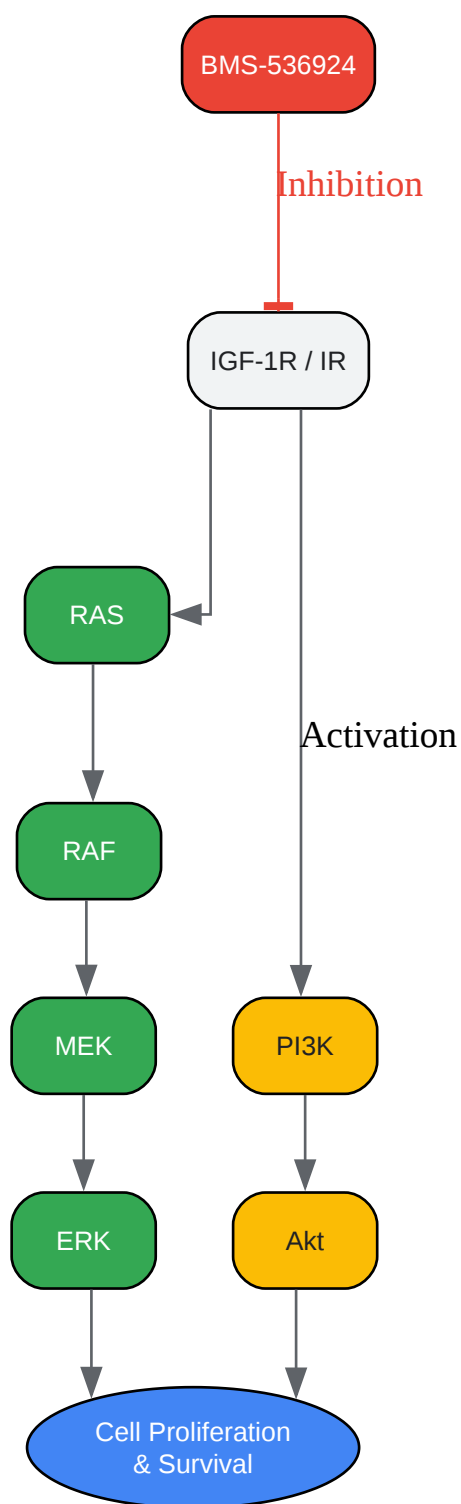 BMS-536924
Inhibition
IGF-1R / IR
RAS
Activation
RAF
MEK
PI3K
ERK
Akt
Cell Proliferation
& Survival